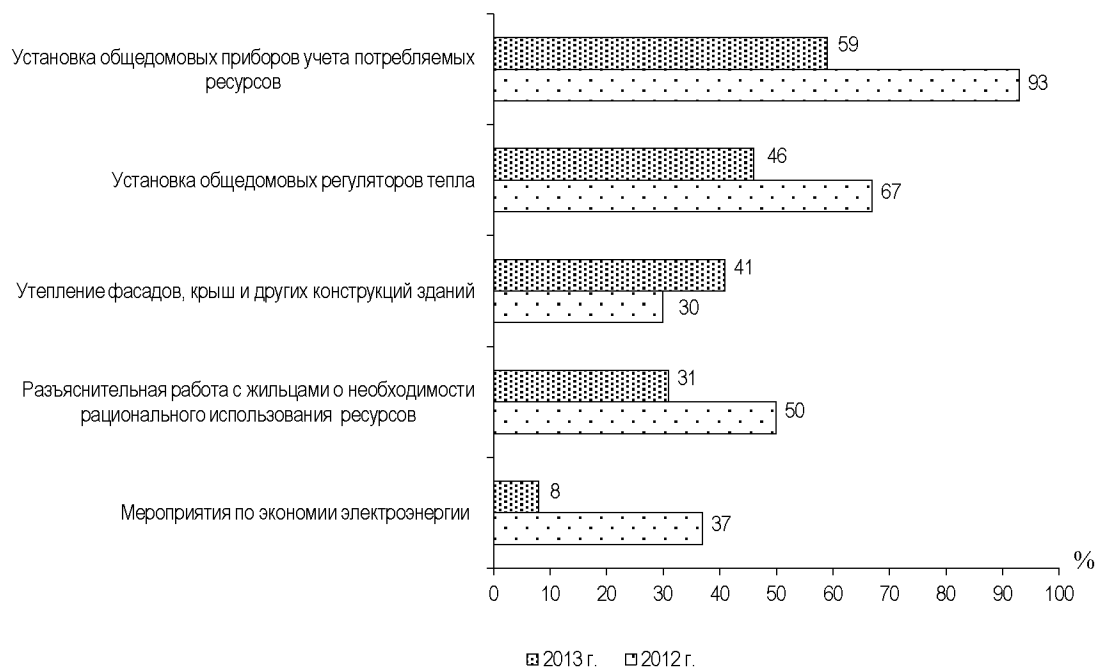 Установка общедомовых приборов учета потребляемых
ресурсов
59
93
Установка общедомовых регуляторов тепла
46
67
Утепление фасадов, крыш и других конструкций зданий
41
30
Разъяснительная работа с жильцами о необходимости
рационального использования ресурсов
31
50
Мероприятия по экономии электроэнергии
8
37
%
0 10 20 30 40 50 60 70 80 90 100
2013 г. 2012 г.